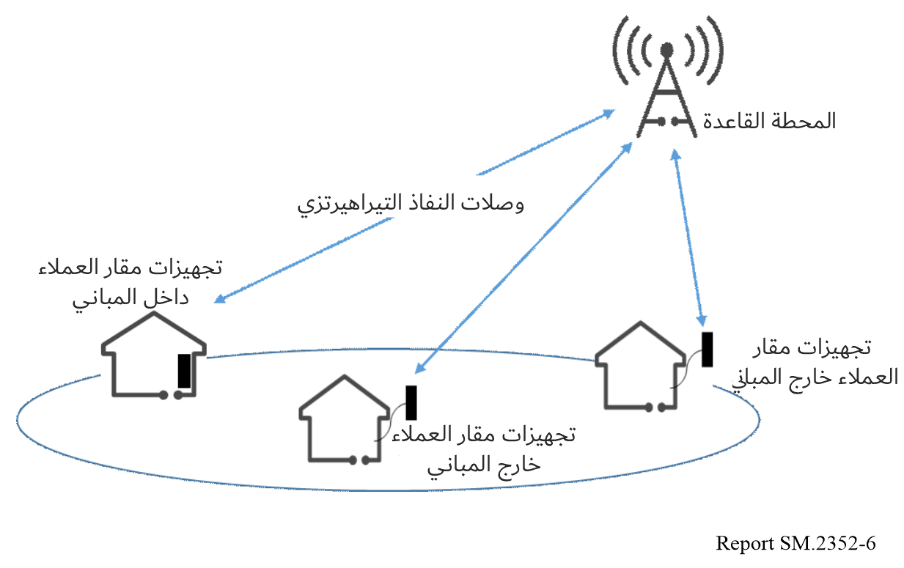 المحطة القاعدة
وصلات النفاذ التيراهيرتزي
تجهيزات مقار العملاء
داخل المباني
تجهيزات مقار
العملاء خارج المباني
تجهيزات مقار العملاء
خارج المباني
Report SM.2352-6